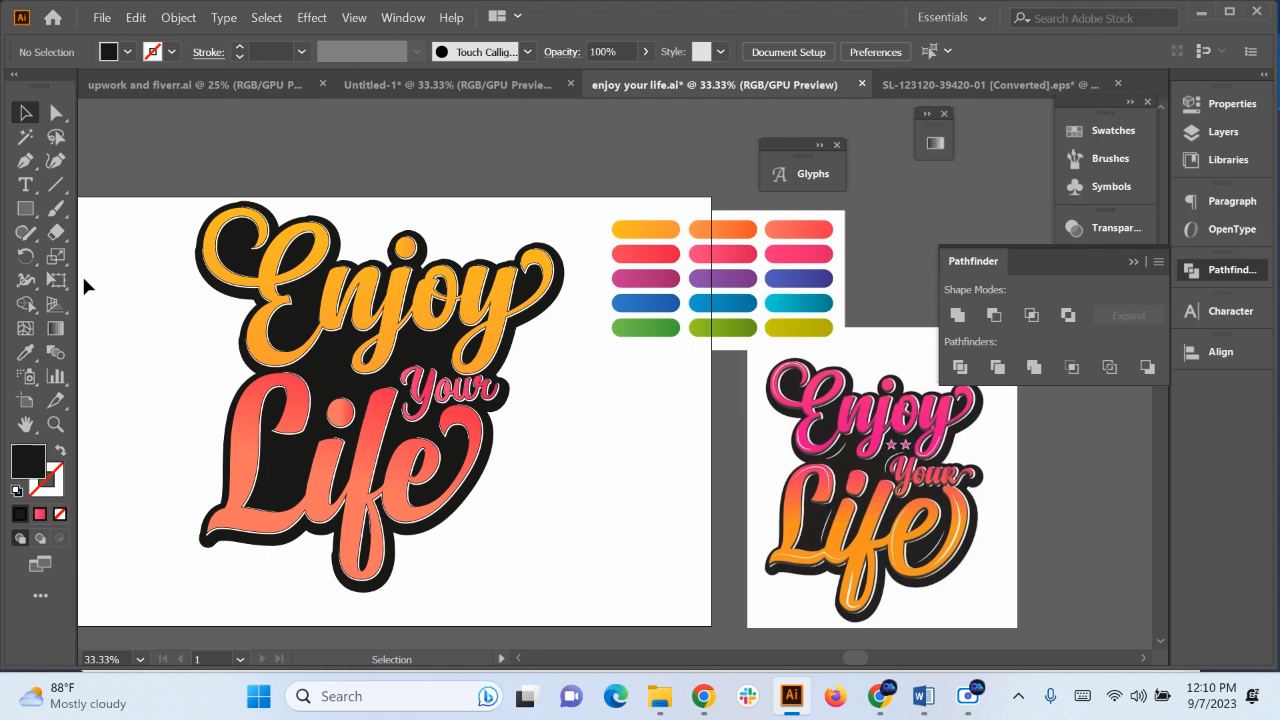 Ai File Edit Object Type Select Effect View Window Help Essentials Search Adobe Stock
No Selection Stroke: Touch Callig... Opacity: 100% Style: Document Setup Preferences
upwork and fiverr.ai @ 25% (RGB/GPU P... Untitled-1* @ 33.33% (RGB/GPU Previe... enjoy your life.ai* @ 33.33% (RGB/GPU Preview) SL-123120-39420-01 [Converted].eps* @ ...
Properties
Swatches
Layers
Brushes
Libraries
Glyphs
Symbols
Paragraph
Transpar...
OpenType
Pathfinder
Pathfind...
Shape Modes:
Expand
Character
Pathfinders:
Align
Enjoy
Your
Life
Enjoy
Your
Life
33.33% 1 Selection
88°F
Mostly cloudy
Search
Ai
12:10 PM
9/7/2023